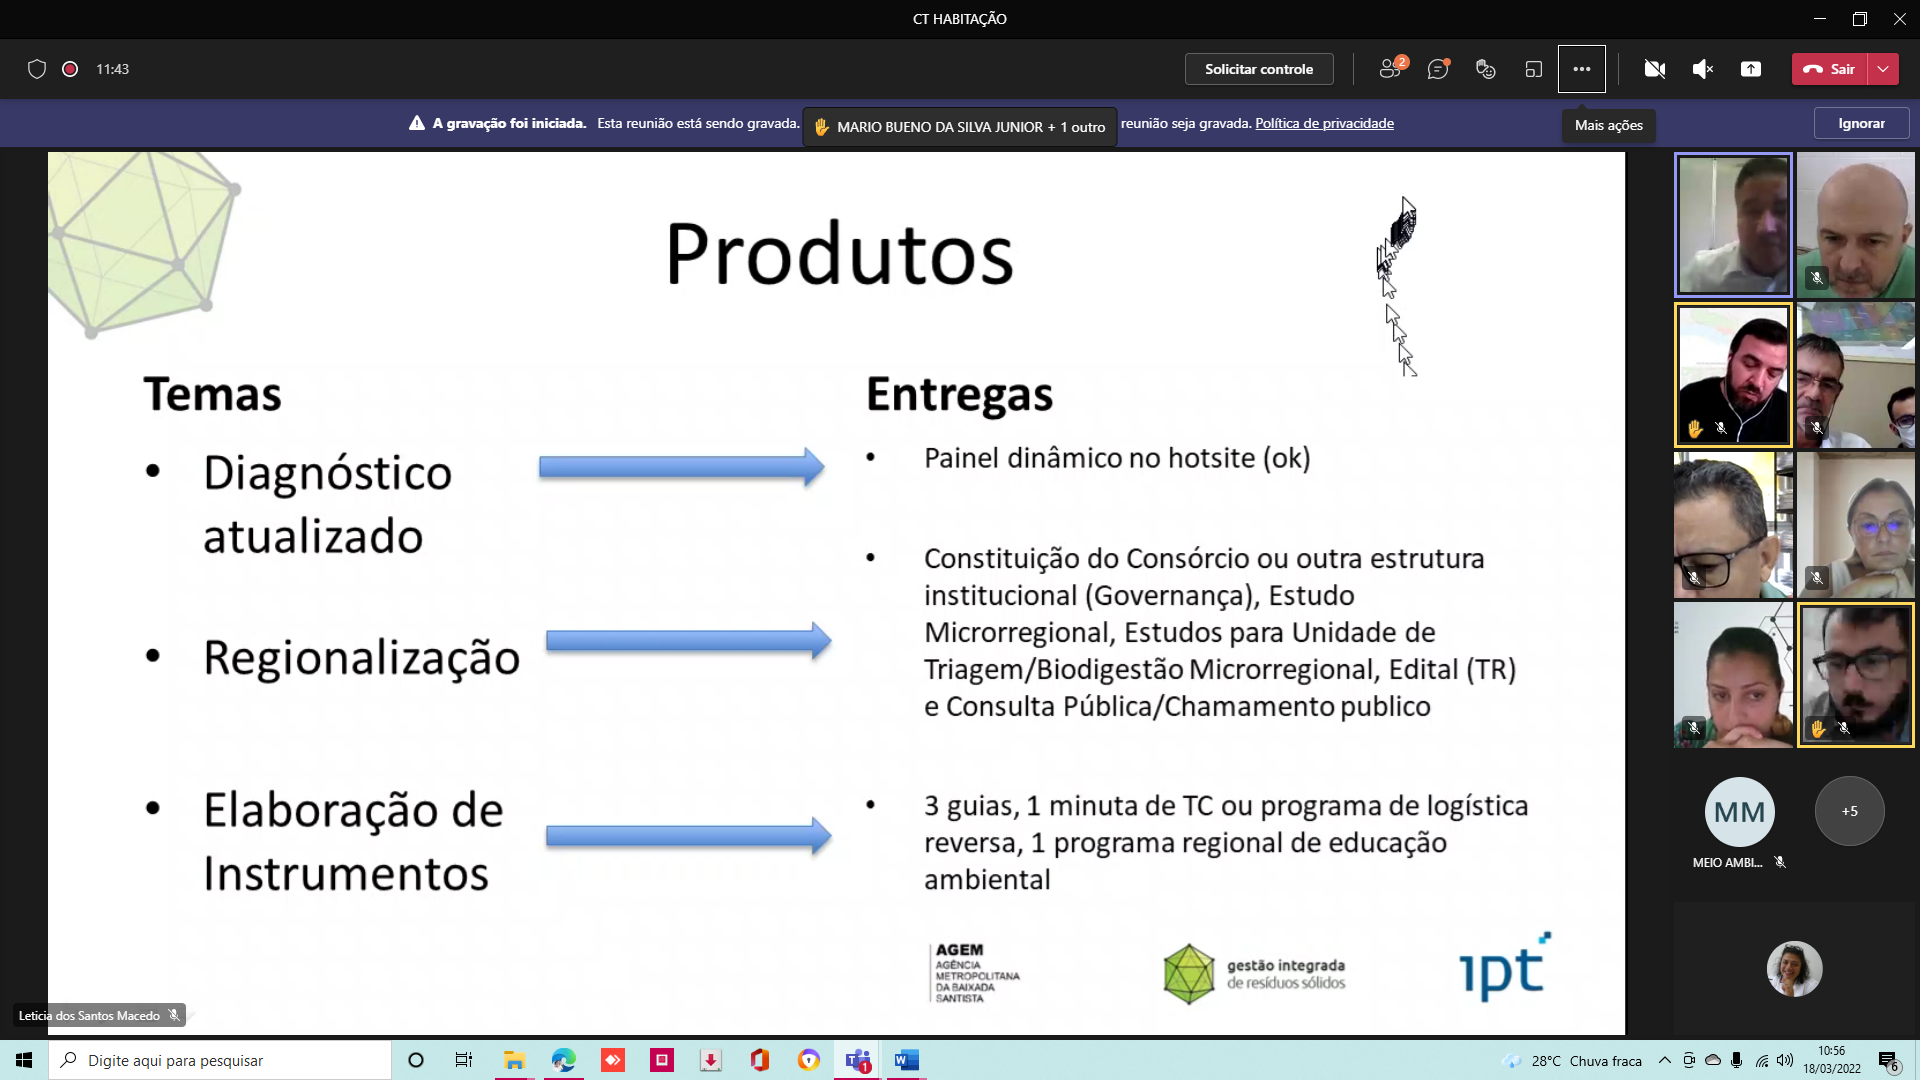 CT HABITAÇÃO
11:43
Solicitar controle
2
Sair
A gravação foi iniciada. Esta reunião está sendo gravada.
MARIO BUENO DA SILVA JUNIOR + 1 outro
reunião seja gravada. Política de privacidade
Mais ações
Ignorar
Produtos
Temas
• Diagnóstico
atualizado
• Regionalização
• Elaboração de
Instrumentos
Entregas
• Painel dinâmico no hotsite (ok)
• Constituição do Consórcio ou outra estrutura
institucional (Governança), Estudo
Microrregional, Estudos para Unidade de
Triagem/Biodigestão Microrregional, Edital (TR)
e Consulta Pública/Chamamento publico
• 3 guias, 1 minuta de TC ou programa de logística
reversa, 1 programa regional de educação
ambiental
AGEM
AGÊNCIA
METROPOLITANA
DA BAIXADA
SANTISTA
gestão integrada
de resíduos sólidos
ipt
MM
+5
MEIO AMBI...
Leticia dos Santos Macedo
Digite aqui para pesquisar
1
28°C Chuva fraca
10:56
18/03/2022
6